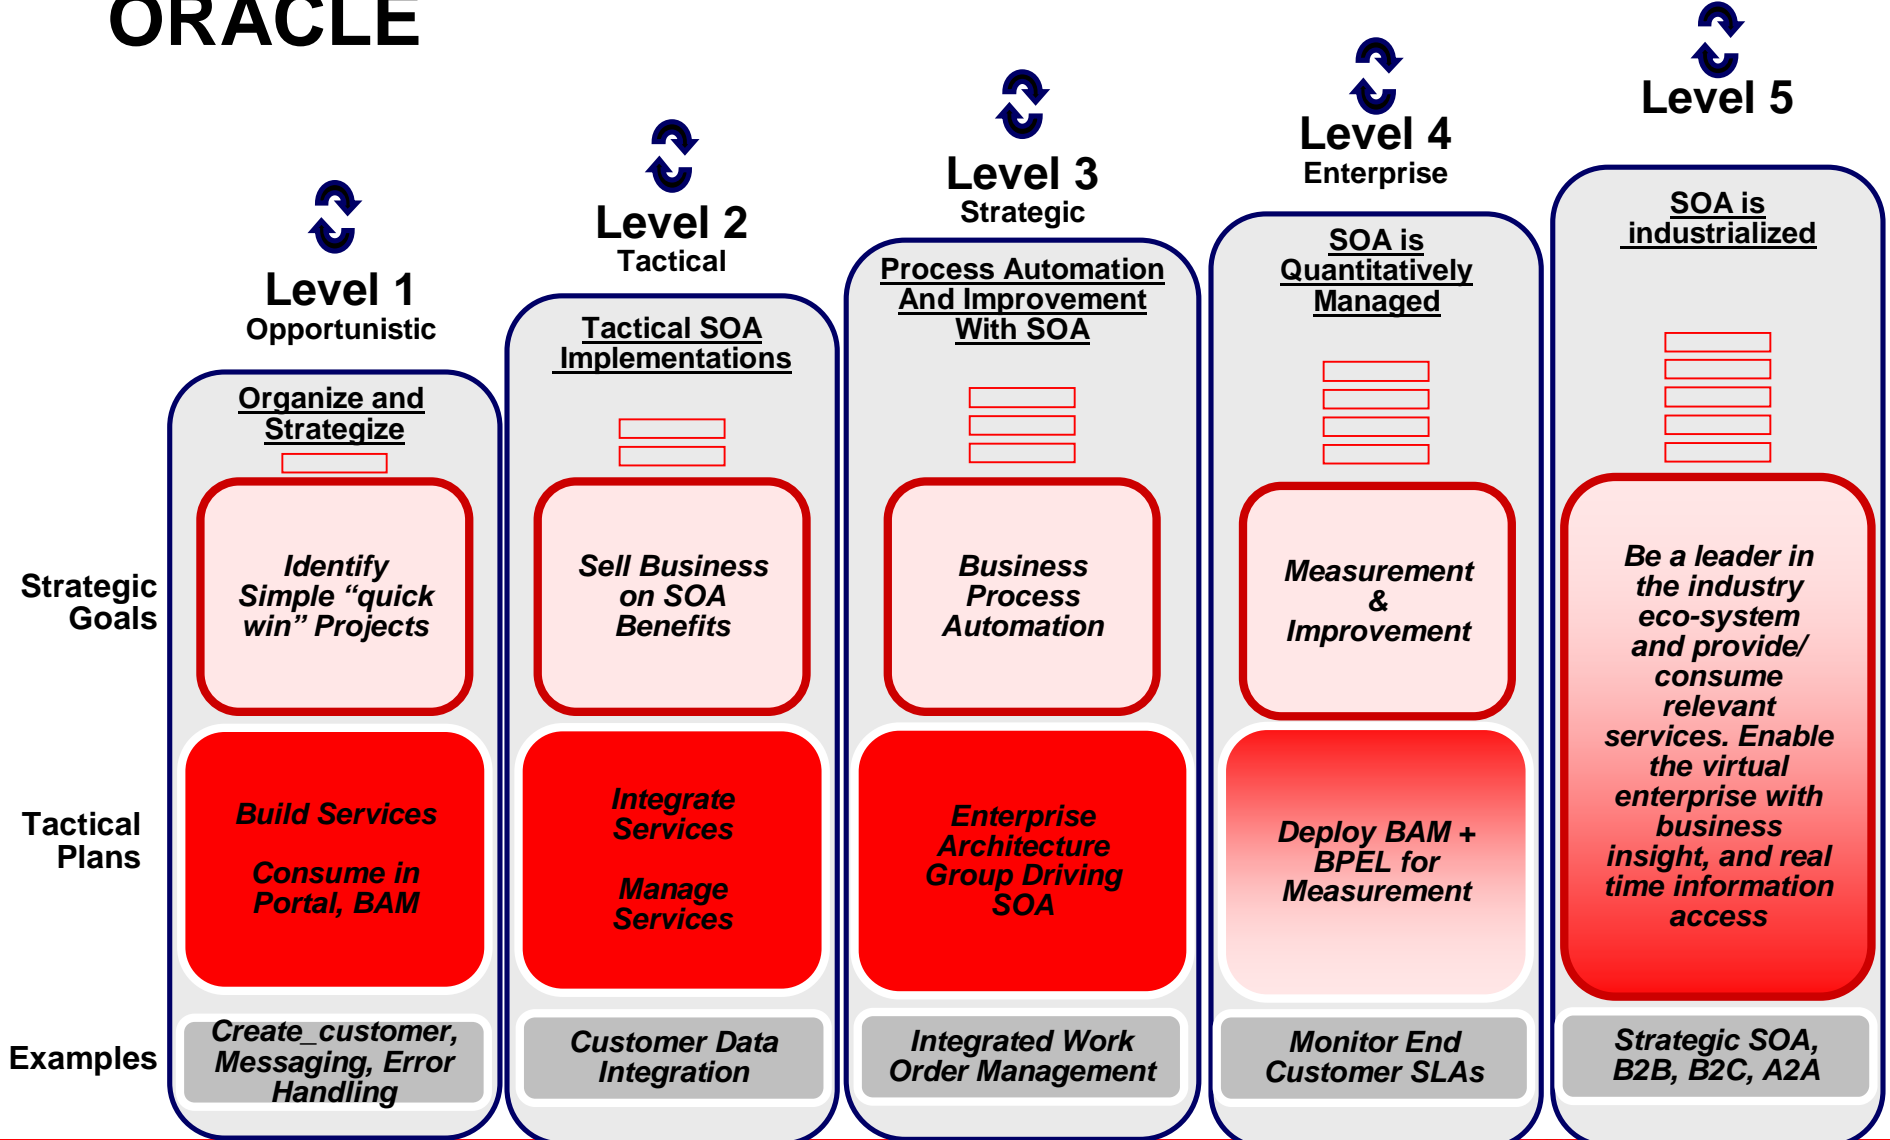 ORACLE
Level 1
Opportunistic
Organize and
Strategize
Level 2
Tactical
Tactical SOA
Implementations
Level 3
Strategic
Process Automation
And Improvement
With SOA
Level 4
Enterprise
SOA is
Quantitatively
Managed
Level 5
SOA is
industrialized
Strategic
Goals
Identify
Simple “quick
win” Projects
Sell Business
on SOA
Benefits
Business
Process
Automation
Measurement
&
Improvement
Be a leader in
the industry
eco-system
and provide/
consume
relevant
services. Enable
the virtual
enterprise with
business
insight, and real
time information
access
Tactical
Plans
Build Services
Consume in
Portal, BAM
Integrate
Services
Manage
Services
Enterprise
Architecture
Group Driving
SOA
Deploy BAM +
BPEL for
Measurement
Examples
Create_customer,
Messaging, Error
Handling
Customer Data
Integration
Integrated Work
Order Management
Monitor End
Customer SLAs
Strategic SOA,
B2B, B2C, A2A